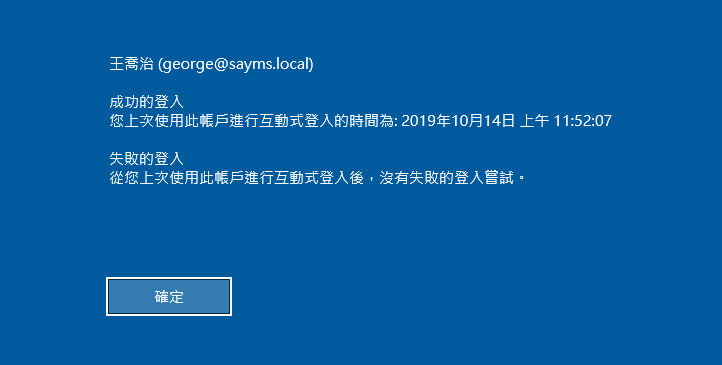 王喬治 (george@sayms.local)
成功的登入
您上次使用此帳戶進行互動式登入的時間為: 2019年10月14日 上午 11:52:07
失敗的登入
從您上次使用此帳戶進行互動式登入後，沒有失敗的登入嘗試。
確定